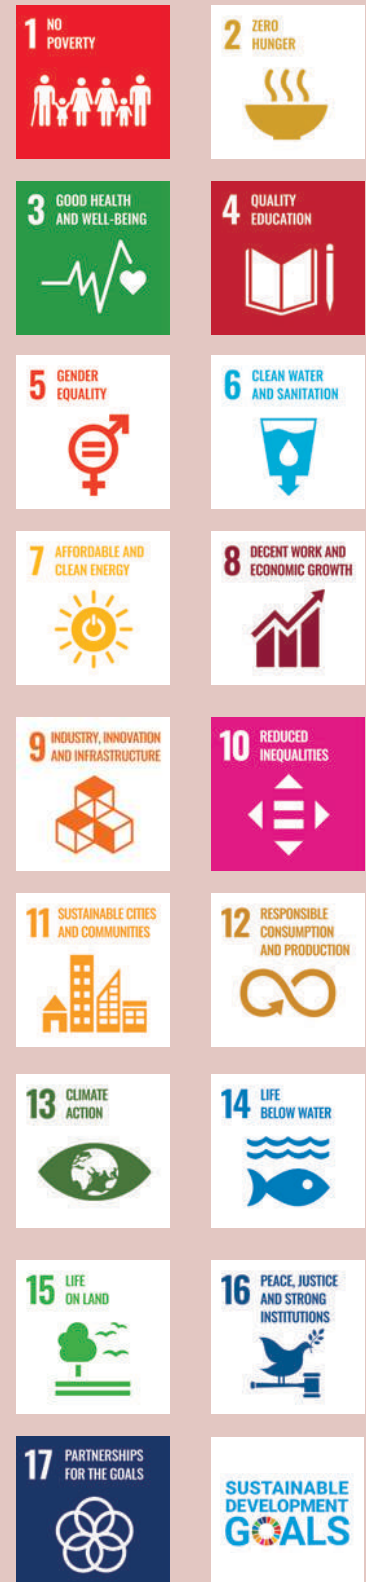 1 NO
POVERTY
2 ZERO
HUNGER
3 GOOD HEALTH
AND WELL-BEING
4 QUALITY
EDUCATION
5 GENDER
EQUALITY
6 CLEAN WATER
AND SANITATION
7 AFFORDABLE AND
CLEAN ENERGY
8 DECENT WORK AND
ECONOMIC GROWTH
9 INDUSTRY, INNOVATION
AND INFRASTRUCTURE
10 REDUCED
INEQUALITIES
11 SUSTAINABLE CITIES
AND COMMUNITIES
12 RESPONSIBLE
CONSUMPTION
AND PRODUCTION
13 CLIMATE
ACTION
14 LIFE
BELOW WATER
15 LIFE
ON LAND
16 PEACE, JUSTICE
AND STRONG
INSTITUTIONS
17 PARTNERSHIPS
FOR THE GOALS
SUSTAINABLE
DEVELOPMENT
GOALS